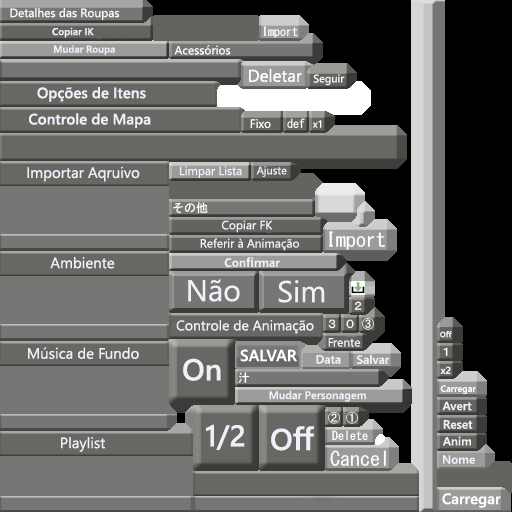 Detalhes das Roupas
Copiar IK
Import
Mudar Roupa
Acessórios
Deletar
Seguir
Opções de Itens
Controle de Mapa
Fixo
def
x1
Importar Aqruivo
Limpar Lista
Ajuste
その他
Copiar FK
Referir à Animação
Import
Ambiente
Confirmar
Não
Sim
2
Controle de Animação
3
0
③
off
Frente
Música de Fundo
On
SALVAR
Data
Salvar
1
x2
汁
Mudar Personagem
Carregar
Avert
1/2
Off
②
①
Reset
Playlist
Delete
Anim
Cancel
Nome
Carregar